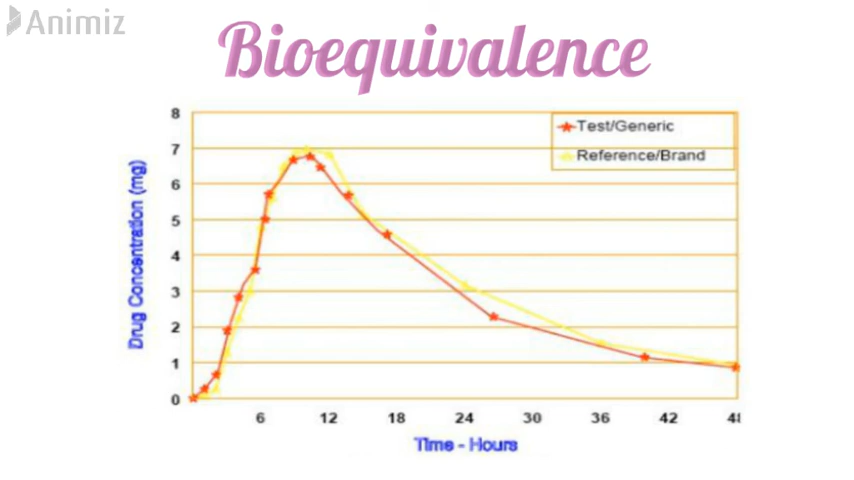 Animiz
Bioequivalence
8
7
6
5
4
3
2
1
0
Drug Concentration (mg)
Test/Generic
Reference/Brand
6 12 18 24 30 36 42
Time - Hours